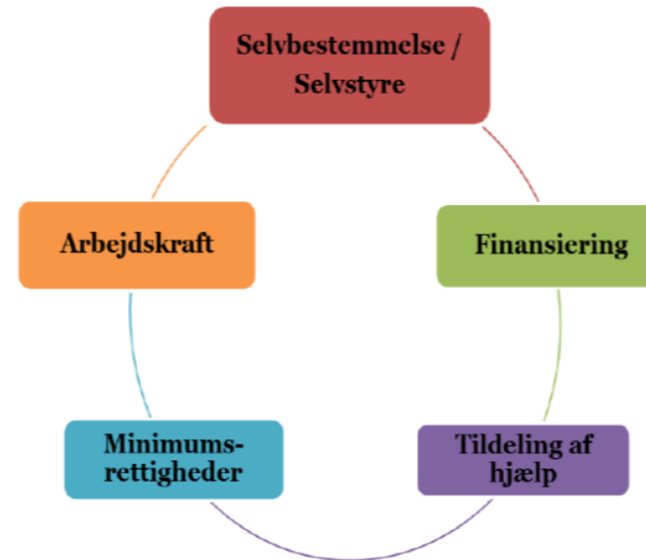 Selvbestemmelse /
Selvstyre
Arbejdskraft
Finansiering
Minimums-
rettigheder
Tildeling af
hjælp